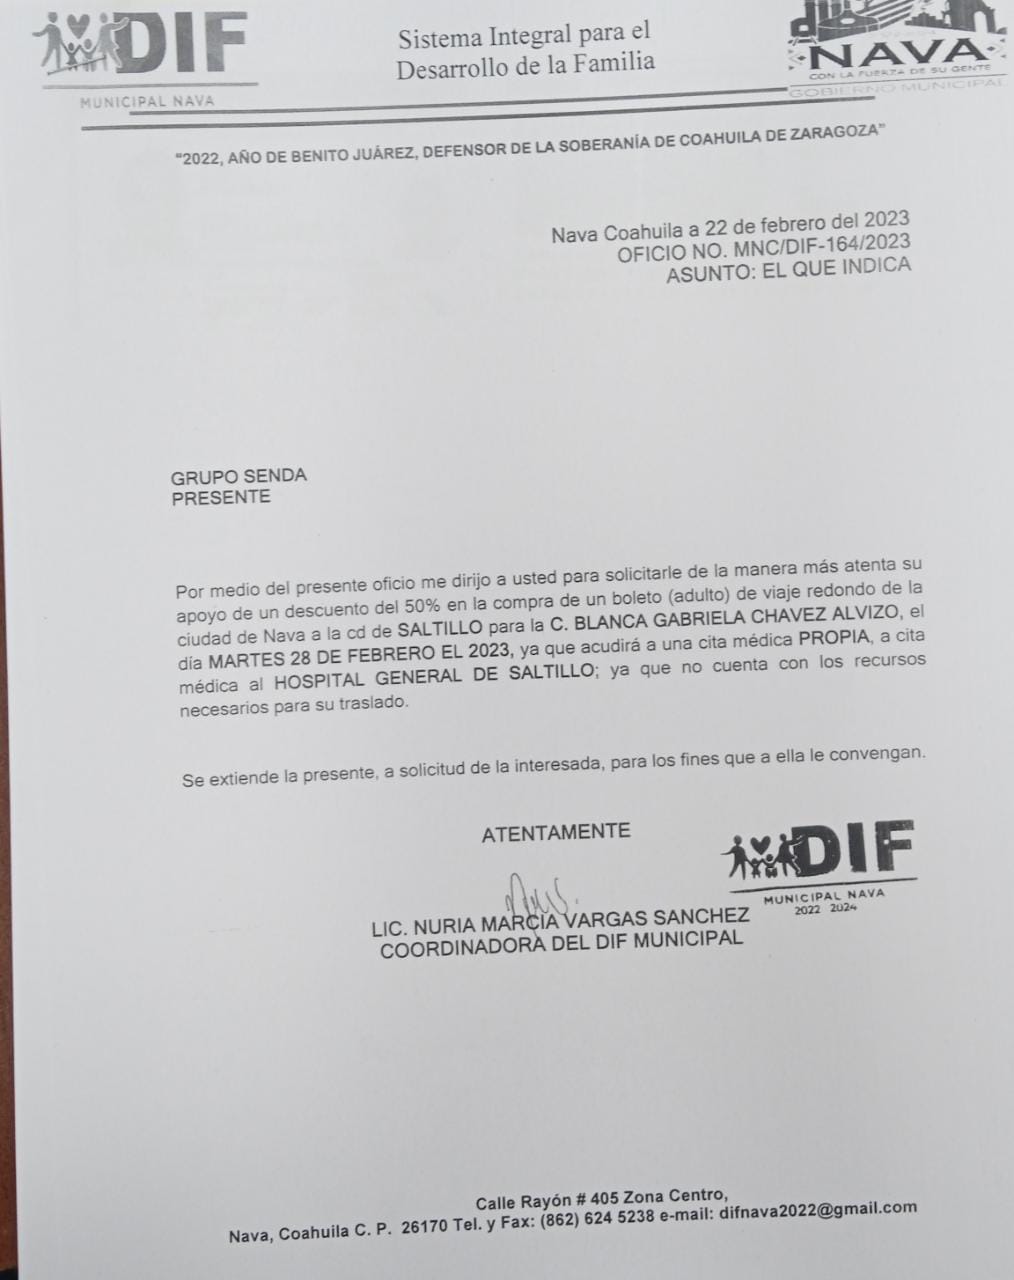 DIF
MUNICIPAL NAVA
Sistema Integral para el
Desarrollo de la Familia
NAVA
CON LA FUERZA DE SU GENTE
GOBIERNO MUNICIPAL
"2022, AÑO DE BENITO JUÁREZ, DEFENSOR DE LA SOBERANÍA DE COAHUILA DE ZARAGOZA"
Nava Coahuila a 22 de febrero del 2023
OFICIO NO. MNC/DIF-164/2023
ASUNTO: EL QUE INDICA
GRUPO SENDA
PRESENTE
Por medio del presente oficio me dirijo a usted para solicitarle de la manera más atenta su
apoyo de un descuento del 50% en la compra de un boleto (adulto) de viaje redondo de la
ciudad de Nava a la cd de SALTILLO para la C. BLANCA GABRIELA CHAVEZ ALVIZO, el
día MARTES 28 DE FEBRERO EL 2023, ya que acudirá a una cita médica PROPIA, a cita
médica al HOSPITAL GENERAL DE SALTILLO; ya que no cuenta con los recursos
necesarios para su traslado.
Se extiende la presente, a solicitud de la interesada, para los fines que a ella le convengan.
ATENTAMENTE
LIC. NURIA MARCIA VARGAS SANCHEZ
COORDINADORA DEL DIF MUNICIPAL
DIF
MUNICIPAL NAVA
2022 2024
Calle Rayón # 405 Zona Centro,
Nava, Coahuila C. P. 26170 Tel. y Fax: (862) 624 5238 e-mail: difnava2022@gmail.com